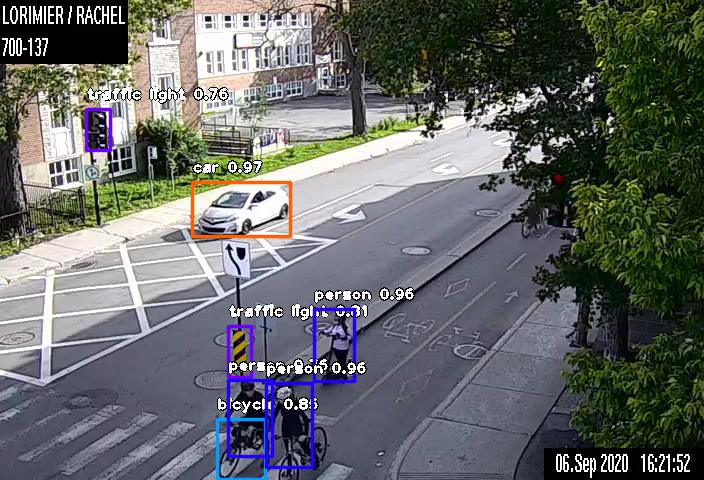 LORIMIER / RACHEL
700-137
traffic light 0.76
car 0.97
person 0.96
traffic light 0.31
person 0.96
bicycle 0.85
06.Sep 2020 16:21:52